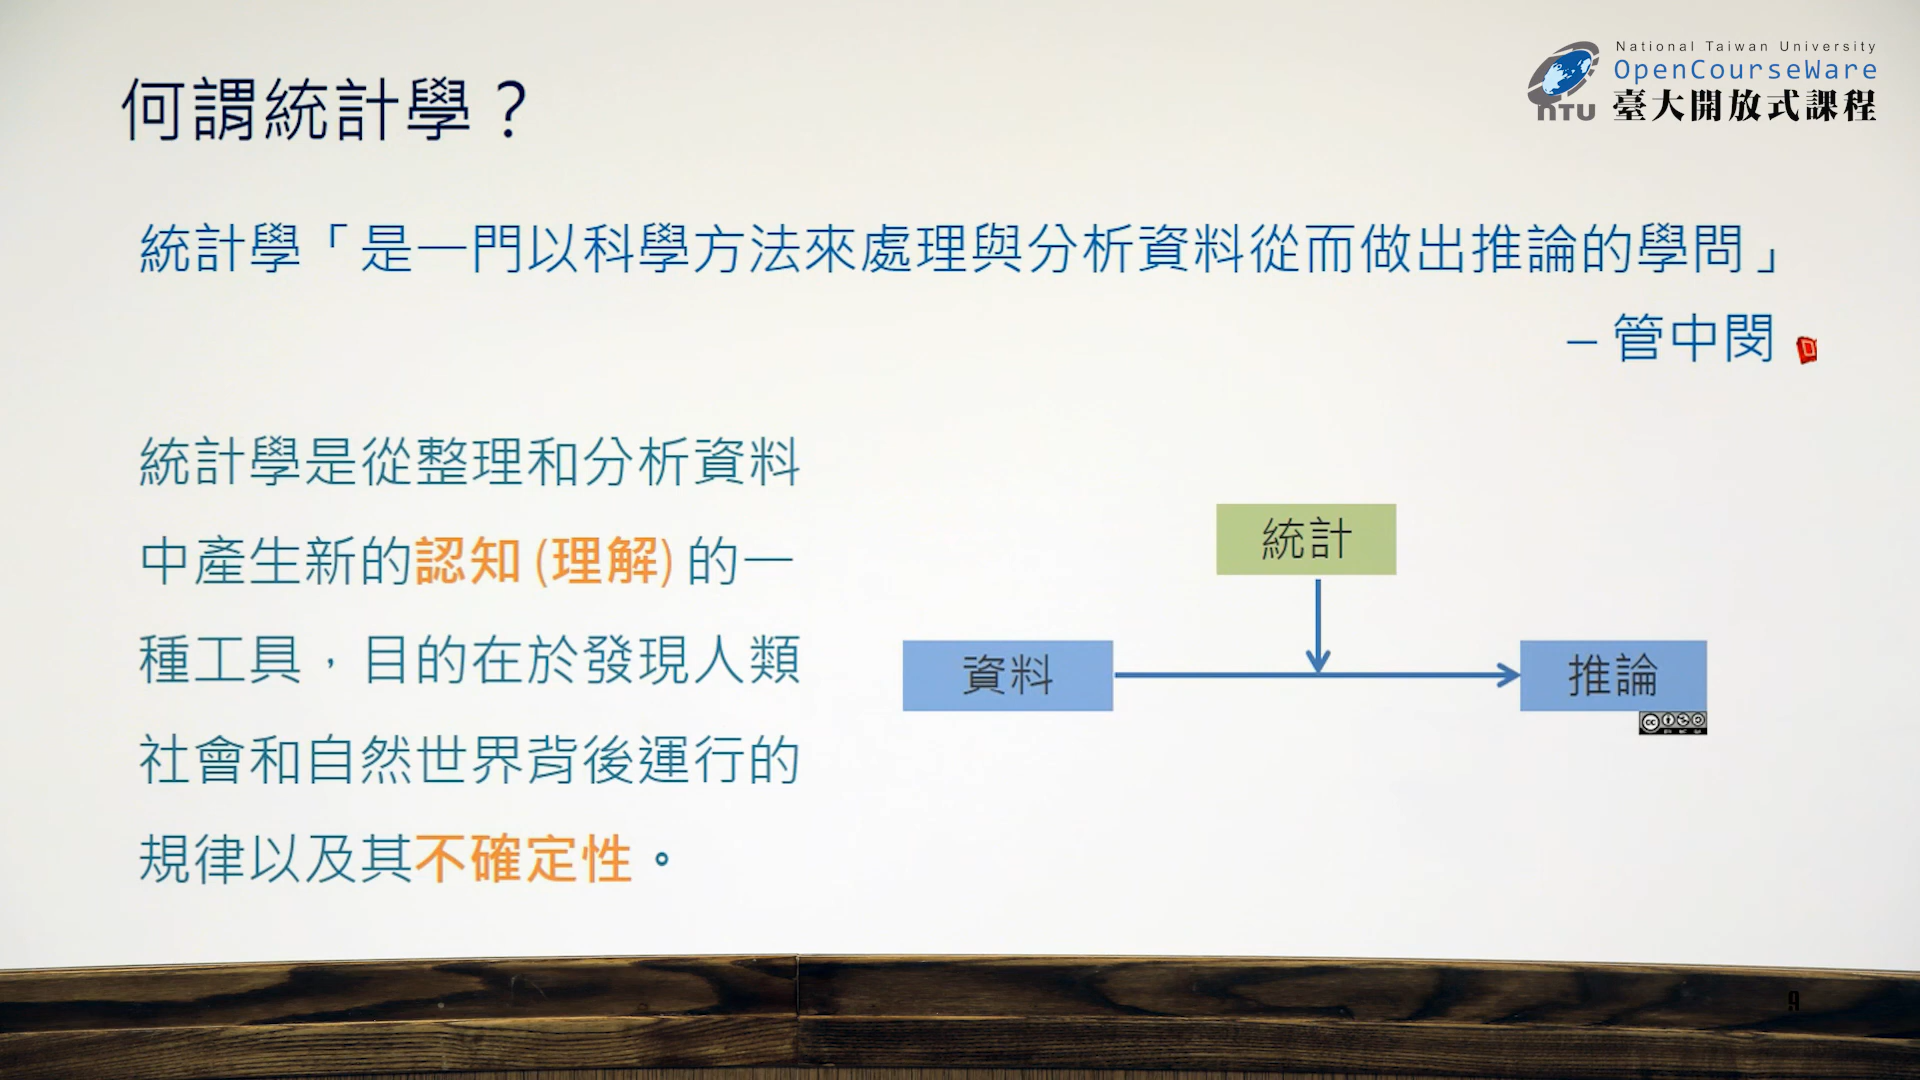 National Taiwan University
OpenCourseWare
nTU 臺大開放式課程
何謂統計學？
統計學「是一門以科學方法來處理與分析資料從而做出推論的學問」
– 管中閔
統計學是從整理和分析資料
中產生新的認知 (理解) 的一
種工具，目的在於發現人類
社會和自然世界背後運行的
規律以及其不確定性。
統計
資料
推論
cc
9